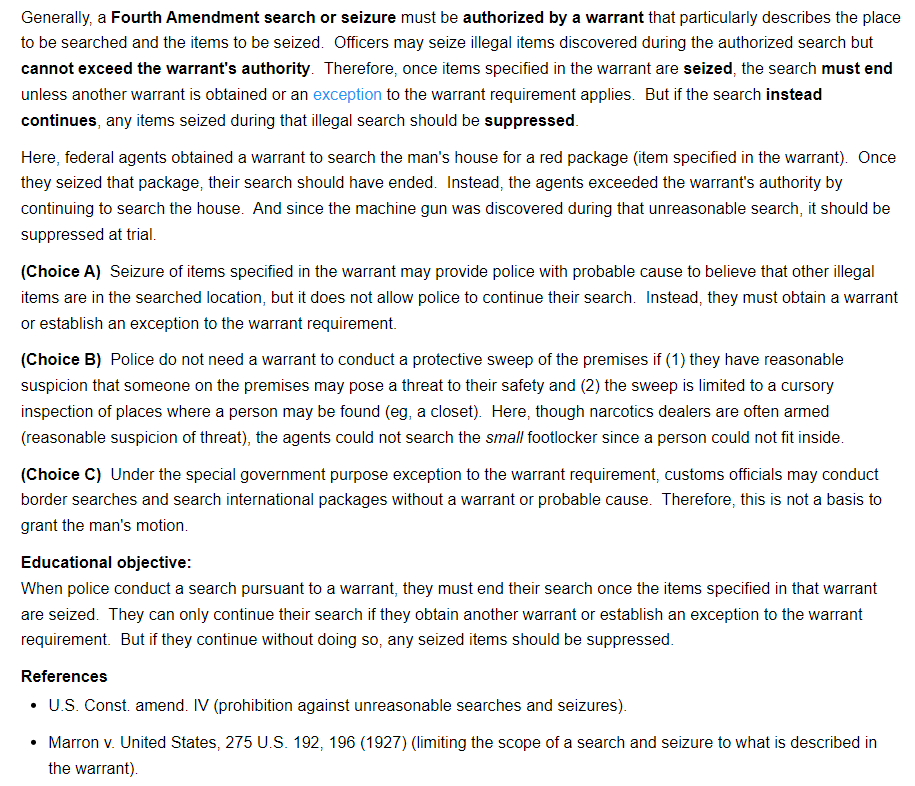 Generally, a Fourth Amendment search or seizure must be authorized by a warrant that particularly describes the place
to be searched and the items to be seized. Officers may seize illegal items discovered during the authorized search but
cannot exceed the warrant's authority. Therefore, once items specified in the warrant are seized, the search must end
unless another warrant is obtained or an exception to the warrant requirement applies. But if the search instead
continues, any items seized during that illegal search should be suppressed.
Here, federal agents obtained a warrant to search the man's house for a red package (item specified in the warrant). Once
they seized that package, their search should have ended. Instead, the agents exceeded the warrant's authority by
continuing to search the house. And since the machine gun was discovered during that unreasonable search, it should be
suppressed at trial.
(Choice A) Seizure of items specified in the warrant may provide police with probable cause to believe that other illegal
items are in the searched location, but it does not allow police to continue their search. Instead, they must obtain a warrant
or establish an exception to the warrant requirement.
(Choice B) Police do not need a warrant to conduct a protective sweep of the premises if (1) they have reasonable
suspicion that someone on the premises may pose a threat to their safety and (2) the sweep is limited to a cursory
inspection of places where a person may be found (eg, a closet). Here, though narcotics dealers are often armed
(reasonable suspicion of threat), the agents could not search the small footlocker since a person could not fit inside.
(Choice C) Under the special government purpose exception to the warrant requirement, customs officials may conduct
border searches and search international packages without a warrant or probable cause. Therefore, this is not a basis to
grant the man's motion.
Educational objective:
When police conduct a search pursuant to a warrant, they must end their search once the items specified in that warrant
are seized. They can only continue their search if they obtain another warrant or establish an exception to the warrant
requirement. But if they continue without doing so, any seized items should be suppressed.
References
• U.S. Const. amend. IV (prohibition against unreasonable searches and seizures).
• Marron v. United States, 275 U.S. 192, 196 (1927) (limiting the scope of a search and seizure to what is described in
the warrant).